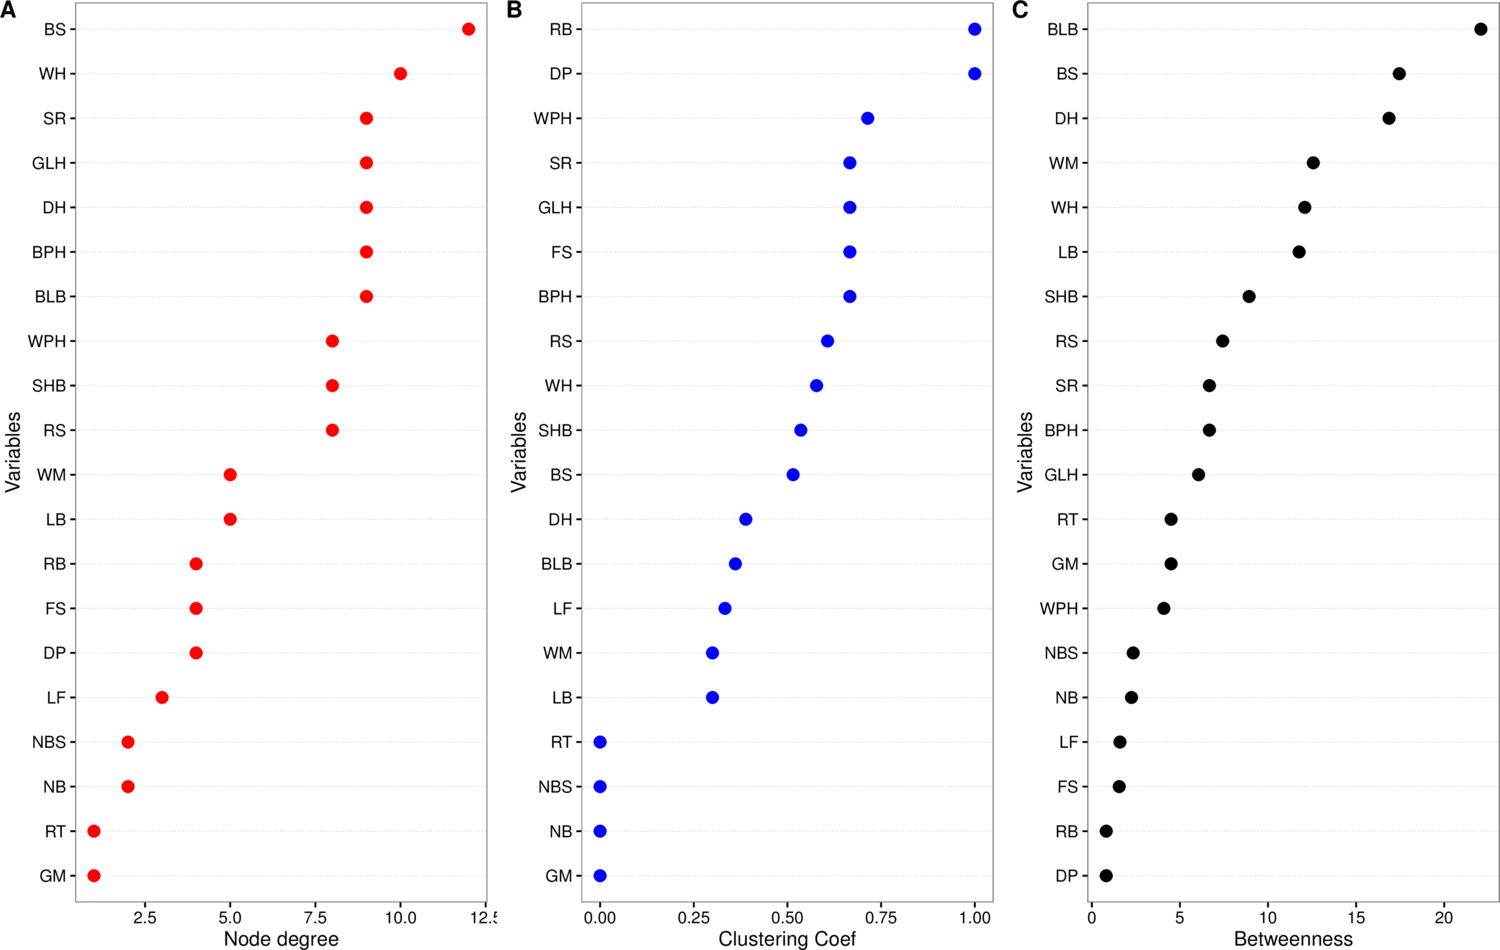 A
BS
WH
SR
GLH
DH
BPH
BLB
WPH
SHB
RS
WM
LB
RB
FS
DP
LF
NBS
NB
RT
GM
Variables
2.5 5.0 7.5 10.0 12.5
Node degree
B
RB
DP
WPH
SR
GLH
FS
BPH
RS
WH
SHB
BS
DH
BLB
LF
WM
LB
RT
NBS
NB
GM
Variables
0.00 0.25 0.50 0.75 1.00
Clustering Coef
C
BLB
BS
DH
WM
WH
LB
SHB
RS
SR
BPH
GLH
RT
GM
WPH
NBS
NB
LF
FS
RB
DP
Variables
0 5 10 15 20
Betweenness